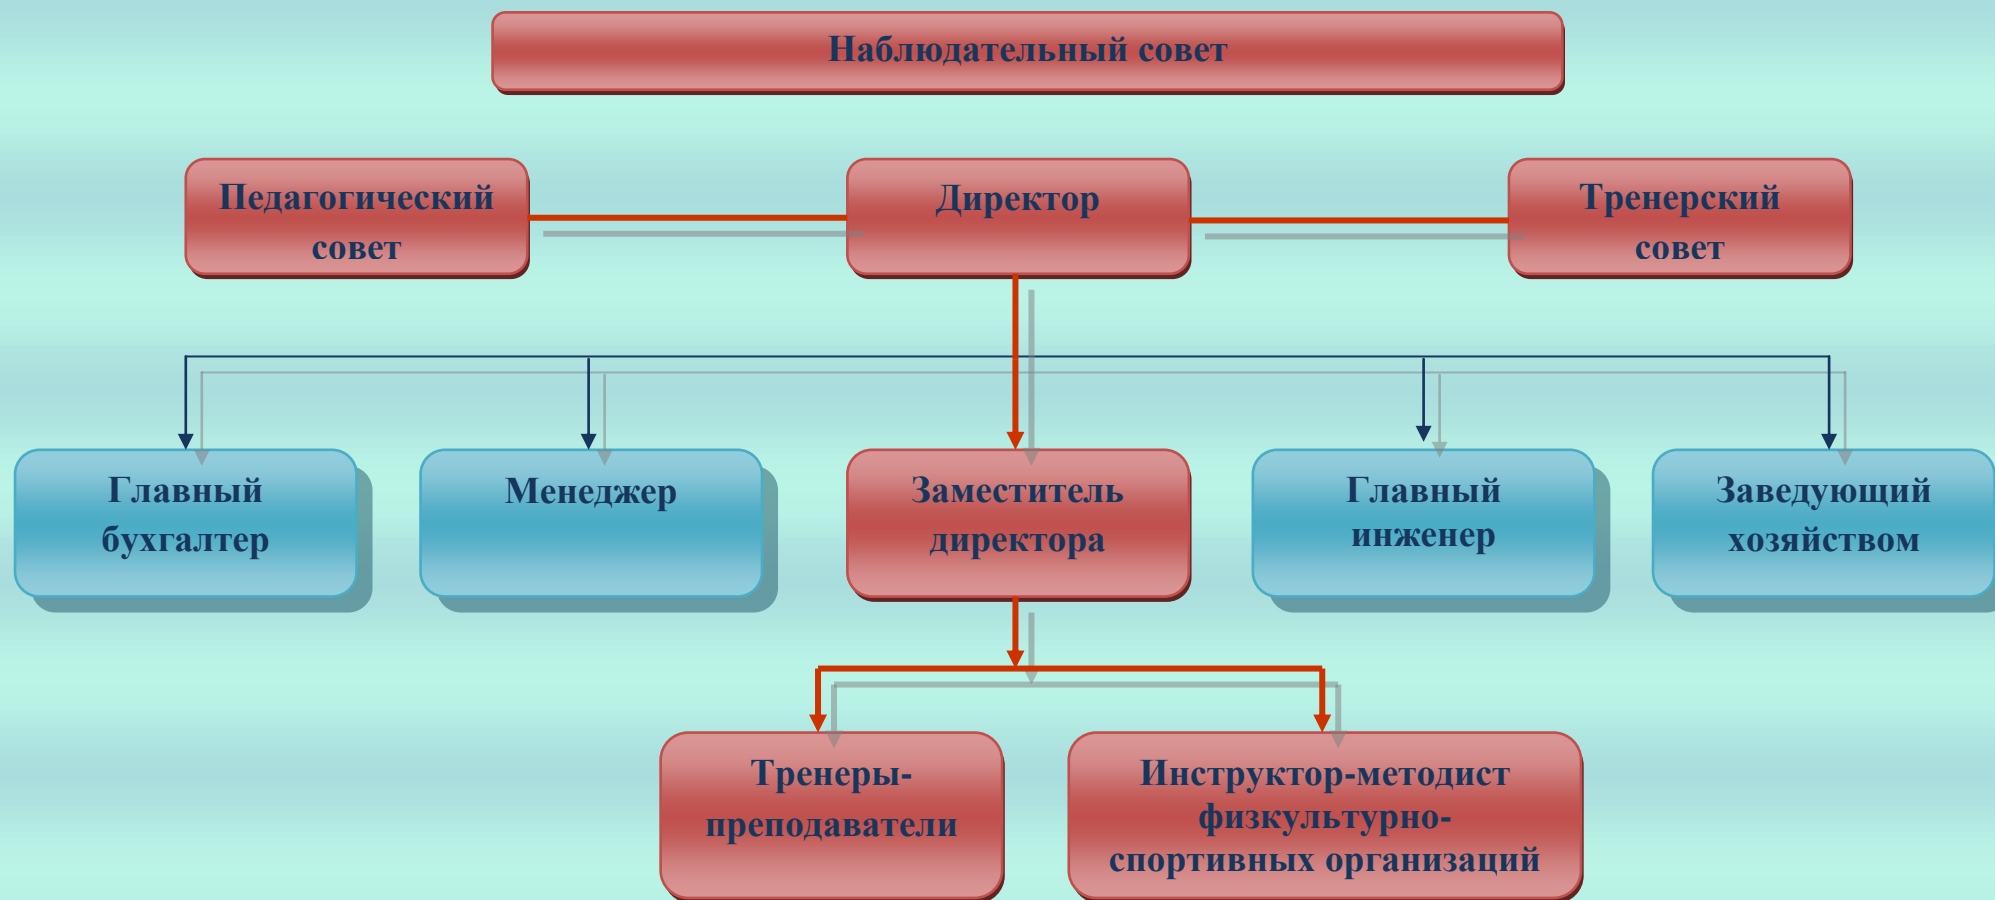 Наблюдательный совет
Педагогический
совет
Директор
Тренерский
совет
Главный
бухгалтер
Менеджер
Заместитель
директора
Главный
инженер
Заведующий
хозяйством
Тренеры-
преподаватели
Инструктор-методист
физкультурно-
спортивных организаций